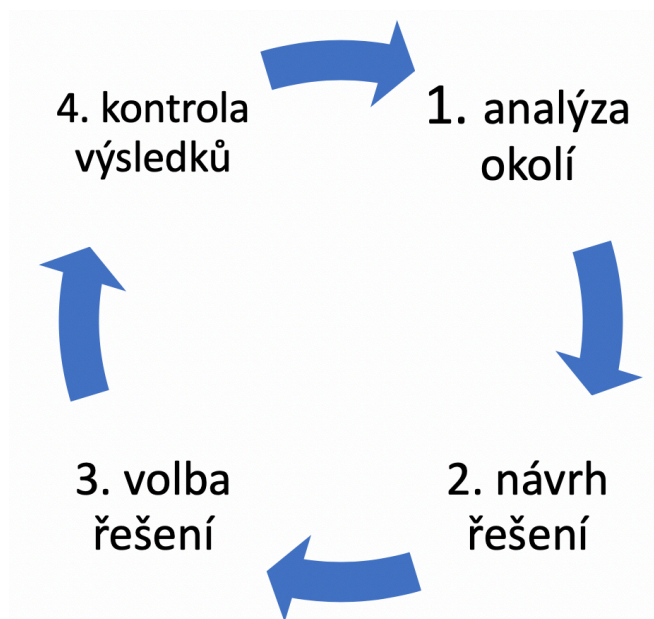 1. analýza
okolí
2. návrh
řešení
3. volba
řešení
4. kontrola
výsledků